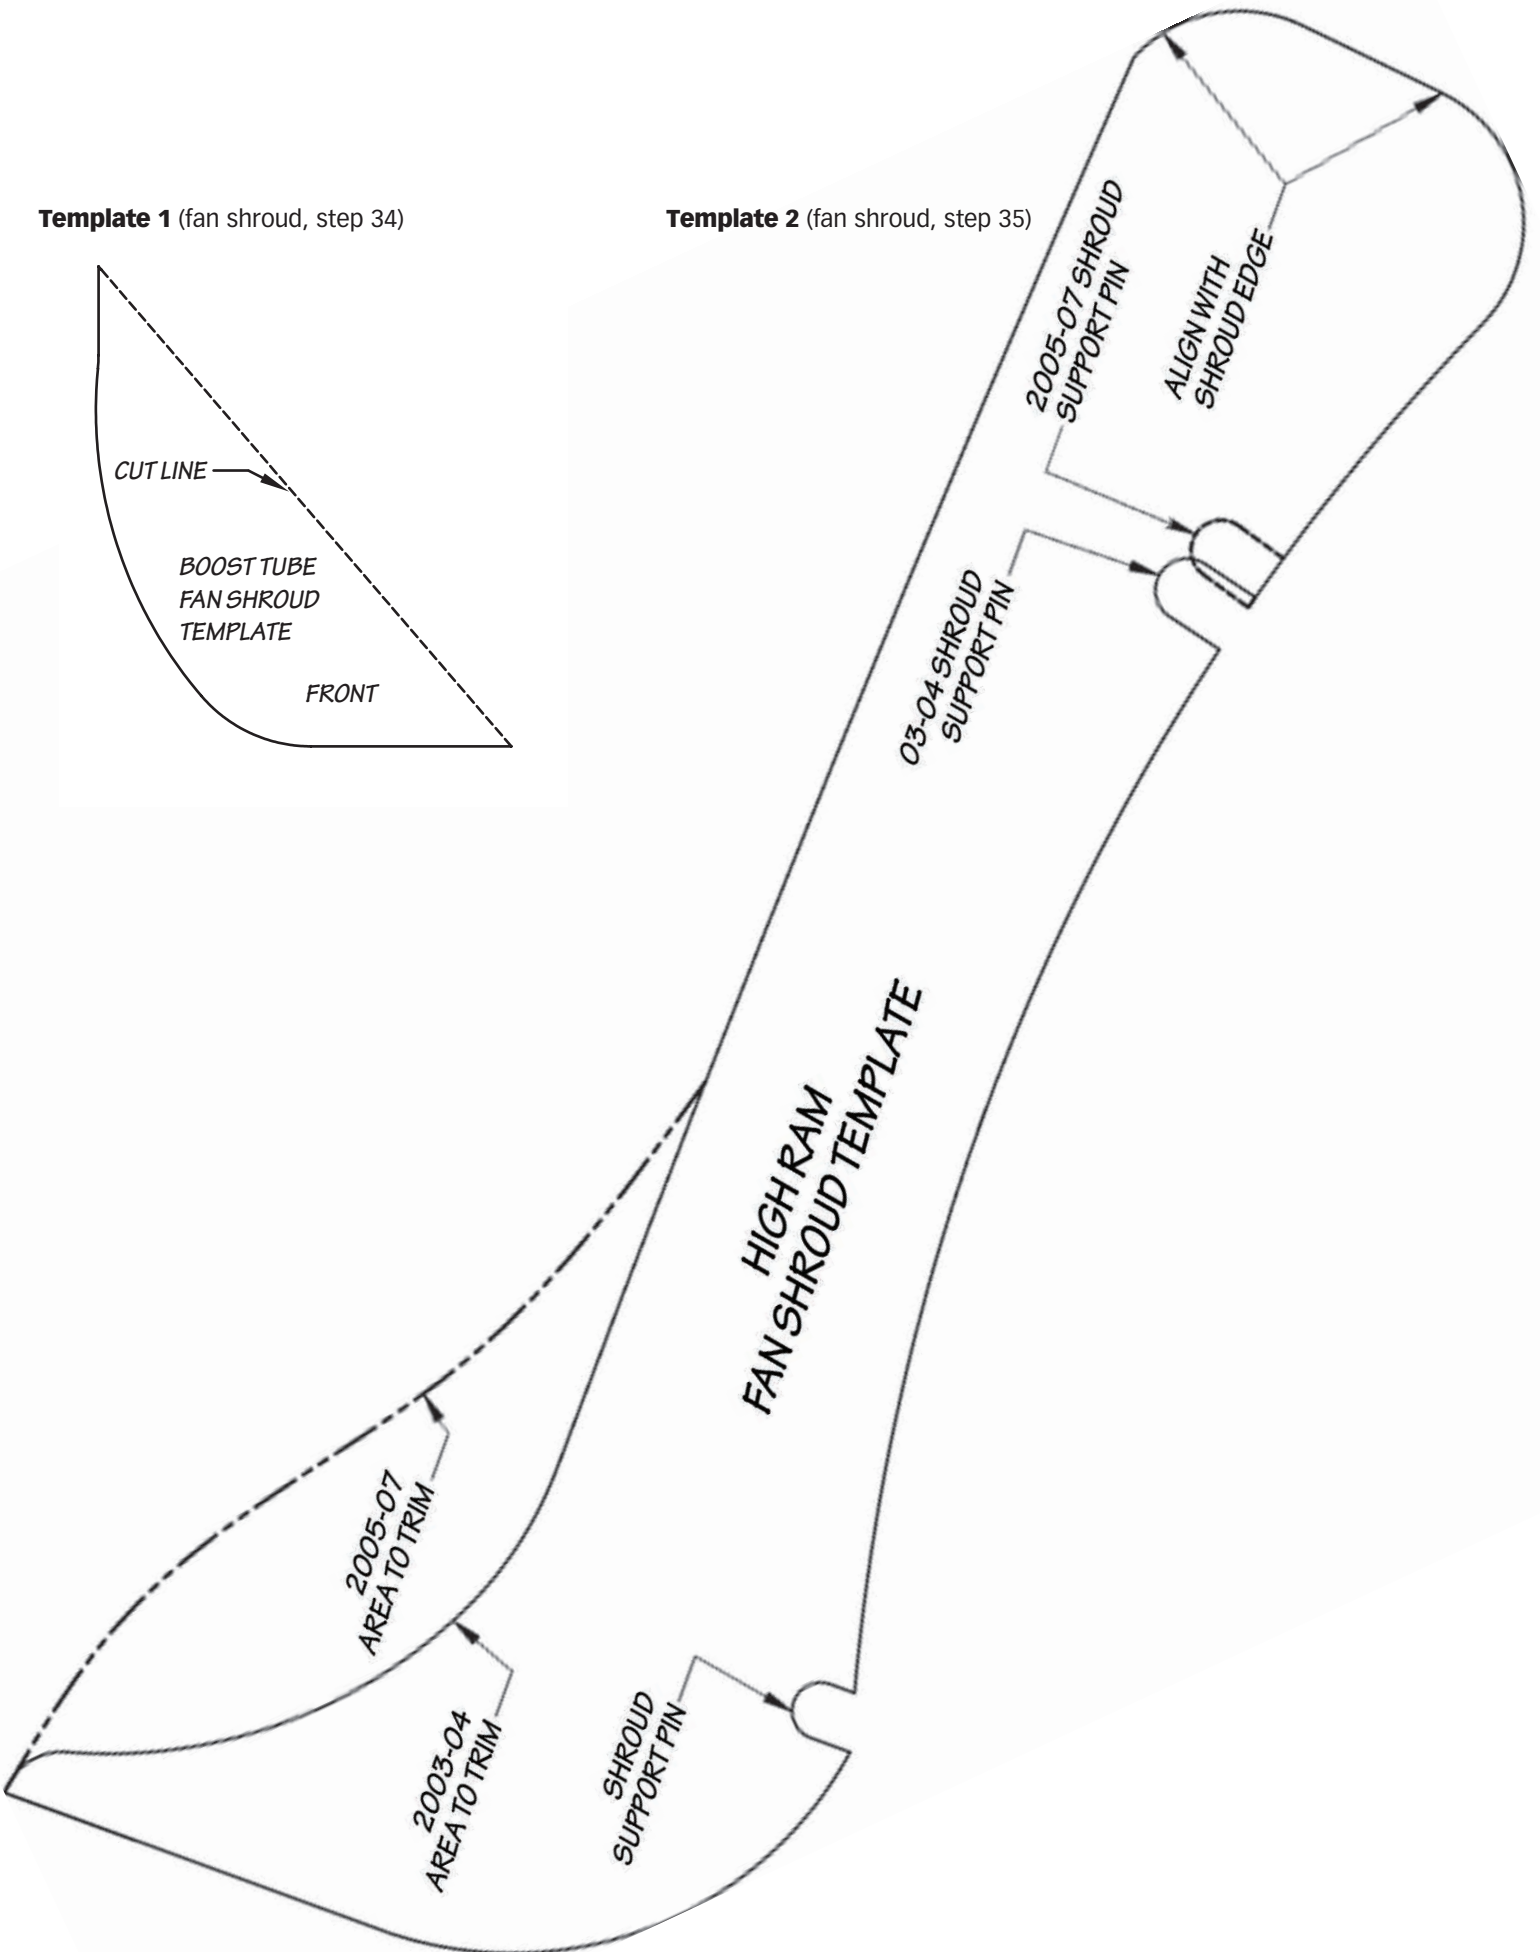 Template 1 (fan shroud, step 34)
CUT LINE
BOOST TUBE
FAN SHROUD
TEMPLATE
FRONT
Template 2 (fan shroud, step 35)
2005-07 SHROUD
SUPPORT PIN
ALIGN WITH
SHROUD EDGE
03-04 SHROUD
SUPPORT PIN
HIGH RAM
FAN SHROUD TEMPLATE
2005-07
AREA TO TRIM
2003-04
AREA TO TRIM
SHROUD
SUPPORT PIN